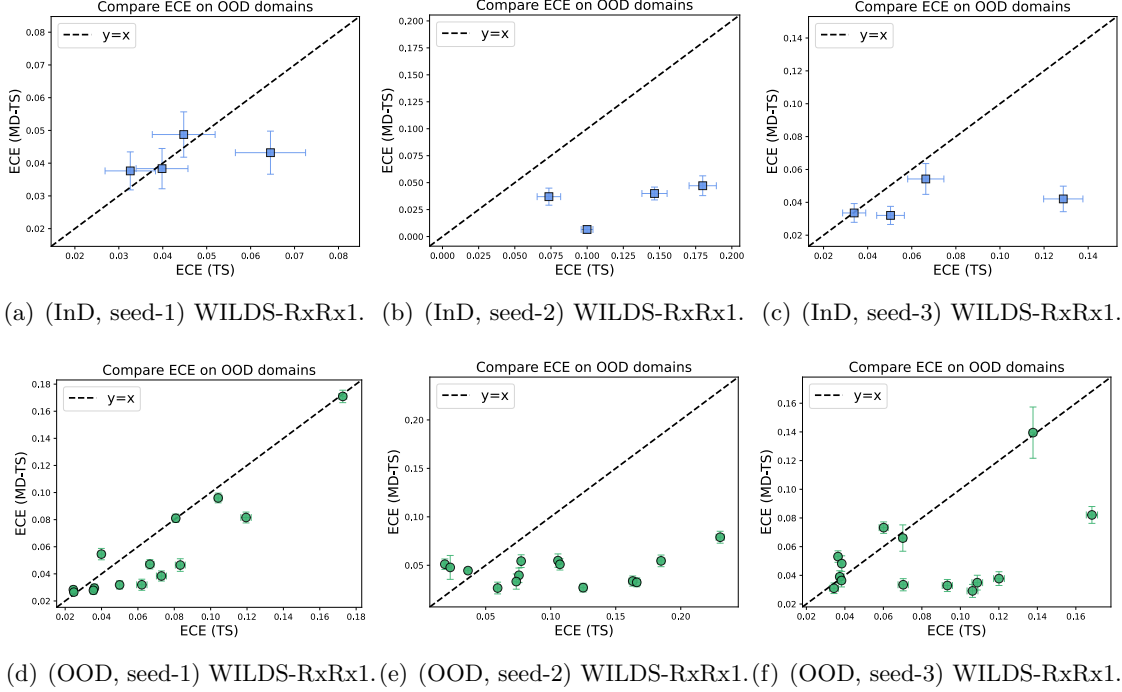 Compare ECE on OOD domains
y=x
ECE (MD-TS)
0.08
0.07
0.06
0.05
0.04
0.03
0.02
0.02 0.03 0.04 0.05 0.06 0.07 0.08
ECE (TS)
Compare ECE on OOD domains
y=x
ECE (MD-TS)
0.200
0.175
0.150
0.125
0.100
0.075
0.050
0.025
0.000
0.000 0.025 0.050 0.075 0.100 0.125 0.150 0.175 0.200
ECE (TS)
Compare ECE on OOD domains
y=x
ECE (MD-TS)
0.14
0.12
0.10
0.08
0.06
0.04
0.02
0.02 0.04 0.06 0.08 0.10 0.12 0.14
ECE (TS)
(a) (InD, seed-1) WILDS-RxRx1.
(b) (InD, seed-2) WILDS-RxRx1.
(c) (InD, seed-3) WILDS-RxRx1.
Compare ECE on OOD domains
y=x
ECE (MD-TS)
0.18
0.16
0.14
0.12
0.10
0.08
0.06
0.04
0.02
0.02 0.04 0.06 0.08 0.10 0.12 0.14 0.16 0.18
ECE (TS)
Compare ECE on OOD domains
y=x
ECE (MD-TS)
0.20
0.15
0.10
0.05
0.05 0.10 0.15 0.20
ECE (TS)
Compare ECE on OOD domains
y=x
ECE (MD-TS)
0.16
0.14
0.12
0.10
0.08
0.06
0.04
0.02
0.02 0.04 0.06 0.08 0.10 0.12 0.14 0.16
ECE (TS)
(d) (OOD, seed-1) WILDS-RxRx1.
(e) (OOD, seed-2) WILDS-RxRx1.
(f) (OOD, seed-3) WILDS-RxRx1.